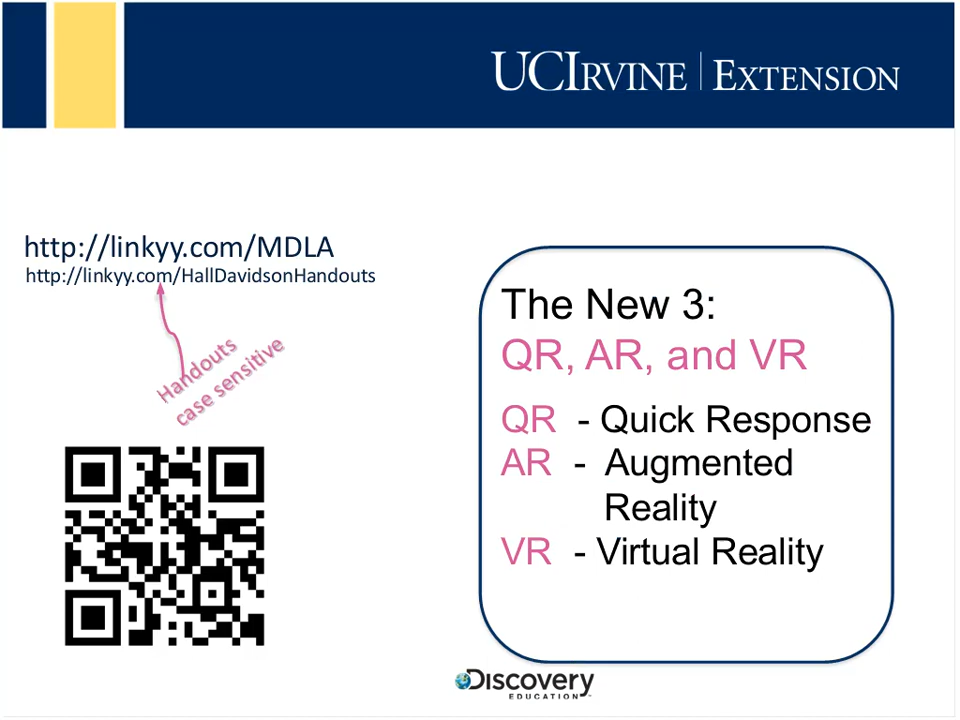 UCIRVINE | EXTENSION
http://linkyy.com/MDLA
http://linkyy.com/HallDavidsonHandouts
Handouts
case sensitive
The New 3:
QR, AR, and VR
QR - Quick Response
AR - Augmented
Reality
VR - Virtual Reality
Discovery
EDUCATION